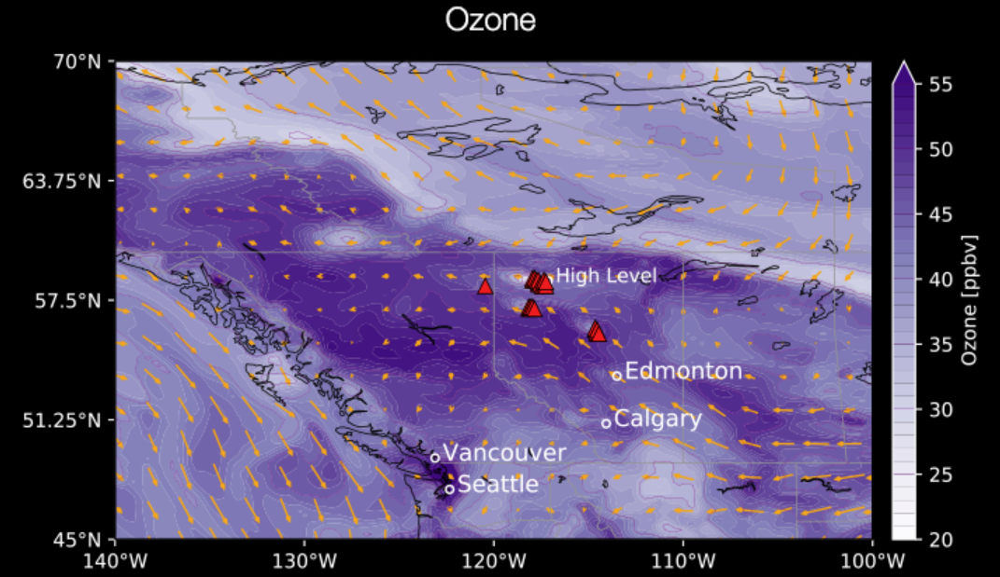 Ozone
70°N
63.75°N
57.5°N
51.25°N
45°N
140°W
130°W
120°W
110°W
100°W
High Level
Edmonton
Calgary
Vancouver
Seattle
55
50
45
40
35
30
25
20
Ozone [ppbv]